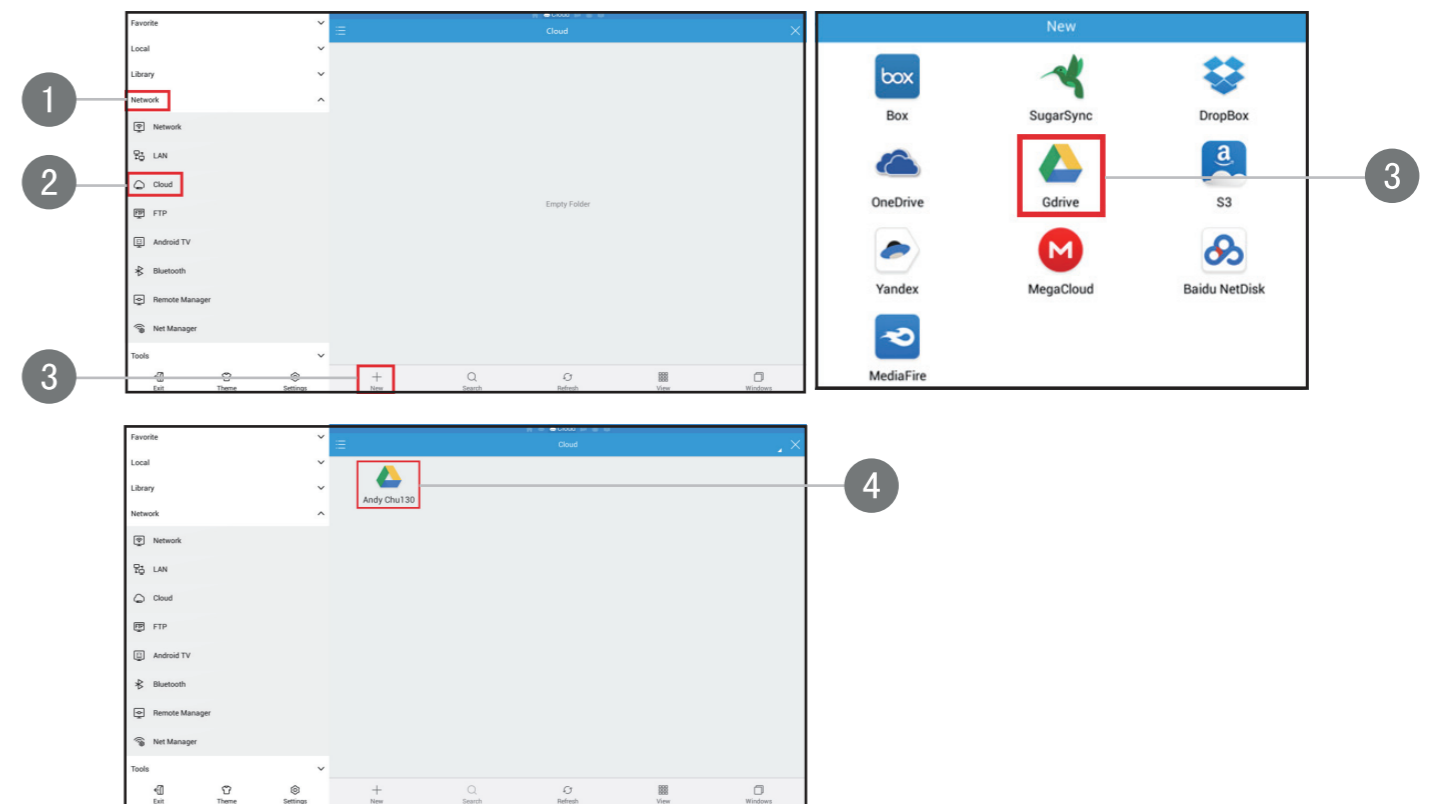 Favorite
Local
Library
Network
Network
LAN
Cloud
FTP
Android TV
Bluetooth
Remote Manager
Net Manager
Tools
Exit
Theme
Settings
Cloud
Cloud
Empty Folder
New
Search
Refresh
View
Windows
1
2
3
New
box
Box
SugarSync
DropBox
OneDrive
Gdrive
a
S3
Yandex
M
MegaCloud
Baidu NetDisk
MediaFire
3
Favorite
Local
Library
Network
Network
LAN
Cloud
FTP
Android TV
Bluetooth
Remote Manager
Net Manager
Tools
Exit
Theme
Settings
Cloud
Cloud
Andy Chu130
New
Search
Refresh
View
Windows
4